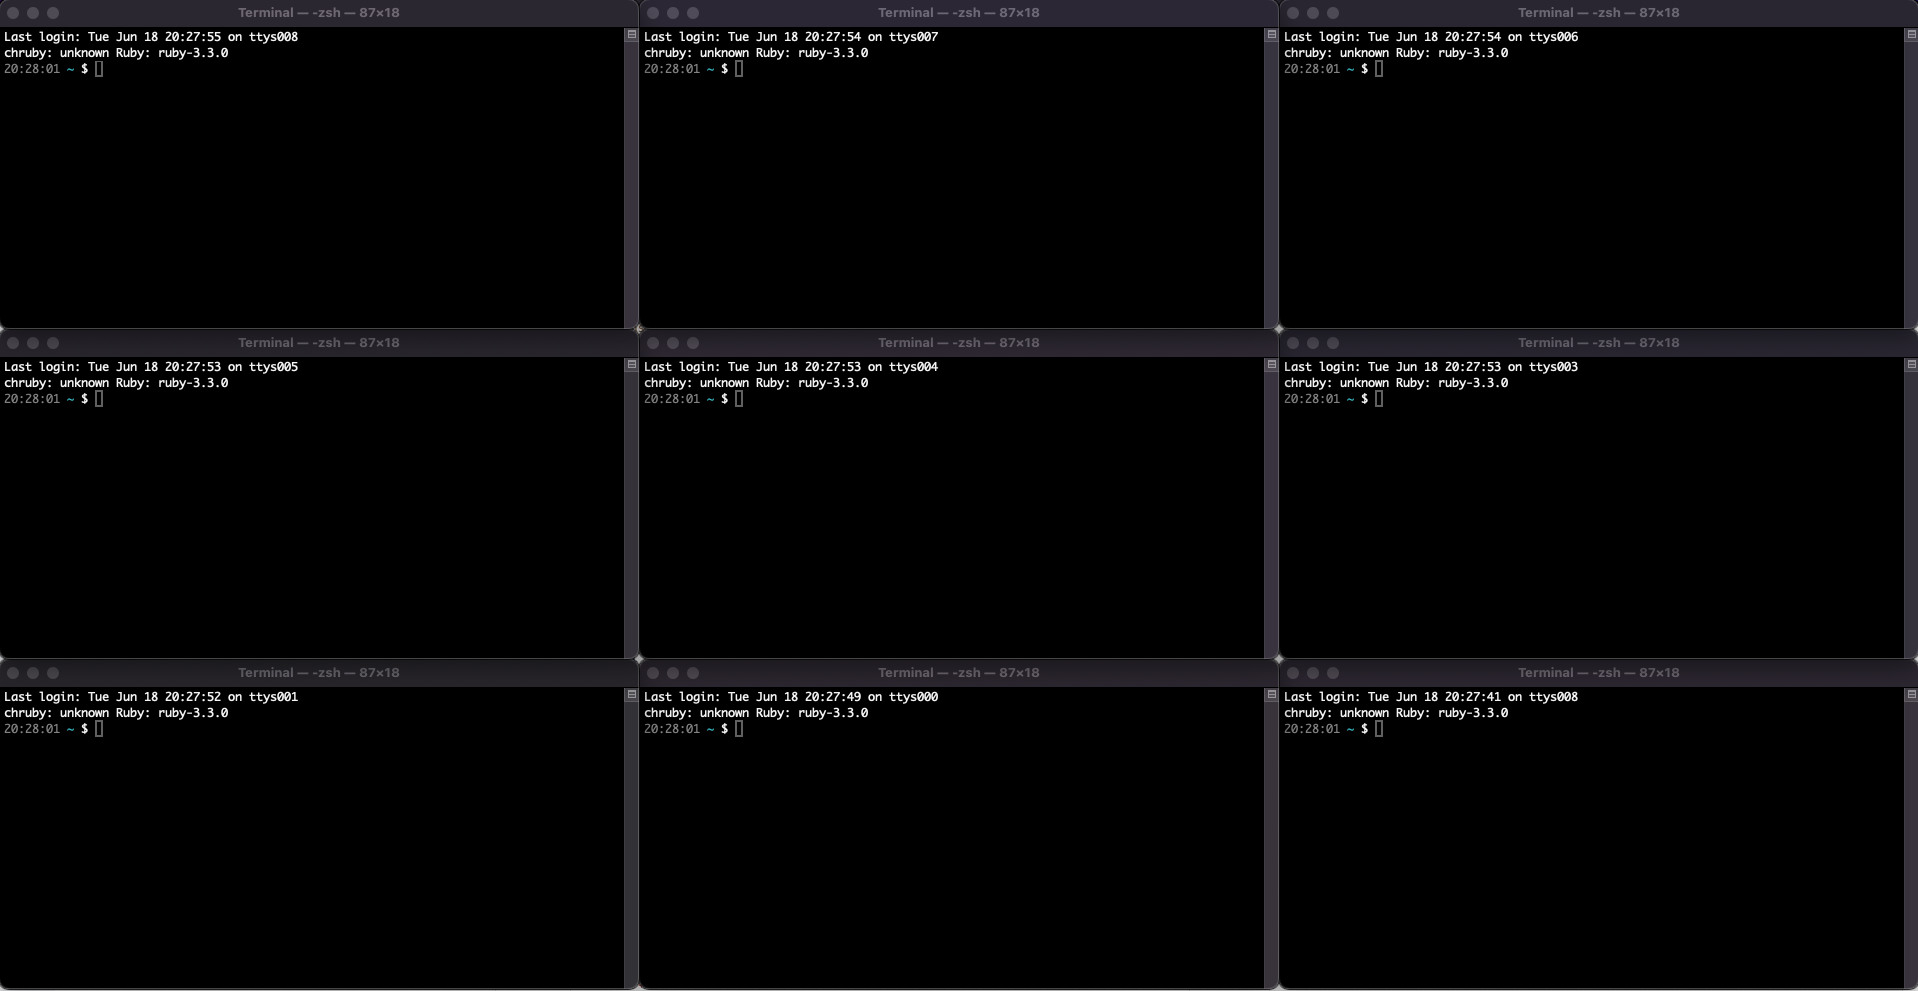 Terminal — -zsh — 87×18
Last login: Tue Jun 18 20:27:55 on ttys008
chruby: unknown Ruby: ruby-3.3.0
20:28:01 ~ $
Terminal — -zsh — 87×18
Last login: Tue Jun 18 20:27:54 on ttys007
chruby: unknown Ruby: ruby-3.3.0
20:28:01 ~ $
Terminal — -zsh — 87×18
Last login: Tue Jun 18 20:27:54 on ttys006
chruby: unknown Ruby: ruby-3.3.0
20:28:01 ~ $
Terminal — -zsh — 87×18
Last login: Tue Jun 18 20:27:53 on ttys005
chruby: unknown Ruby: ruby-3.3.0
20:28:01 ~ $
Terminal — -zsh — 87×18
Last login: Tue Jun 18 20:27:53 on ttys004
chruby: unknown Ruby: ruby-3.3.0
20:28:01 ~ $
Terminal — -zsh — 87×18
Last login: Tue Jun 18 20:27:53 on ttys003
chruby: unknown Ruby: ruby-3.3.0
20:28:01 ~ $
Terminal — -zsh — 87×18
Last login: Tue Jun 18 20:27:52 on ttys001
chruby: unknown Ruby: ruby-3.3.0
20:28:01 ~ $
Terminal — -zsh — 87×18
Last login: Tue Jun 18 20:27:49 on ttys000
chruby: unknown Ruby: ruby-3.3.0
20:28:01 ~ $
Terminal — -zsh — 87×18
Last login: Tue Jun 18 20:27:41 on ttys008
chruby: unknown Ruby: ruby-3.3.0
20:28:01 ~ $